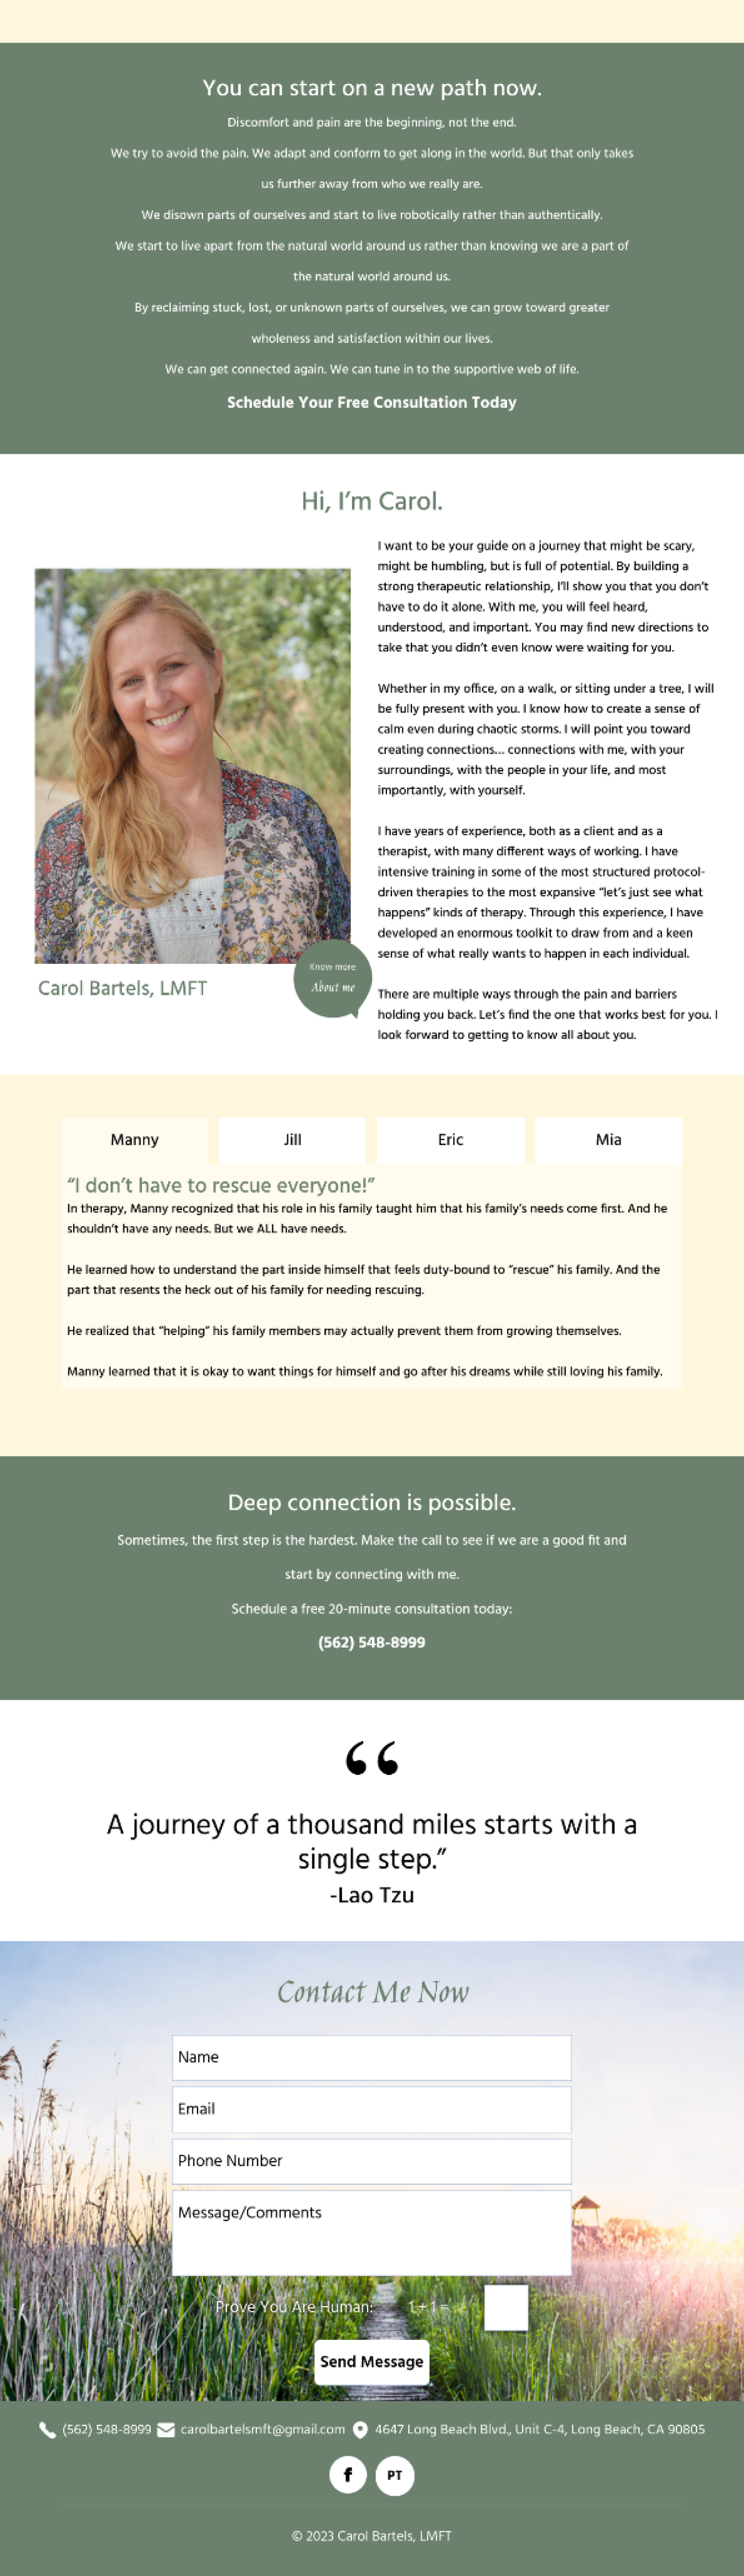 You can start on a new path now.
Discomfort and pain are the beginning, not the end.
We try to avoid the pain. We adapt and conform to get along in the world. But that only takes
us further away from who we really are.
We disown parts of ourselves and start to live robotically rather than authentically.
We start to live apart from the natural world around us rather than knowing we are a part of
the natural world around us.
By reclaiming stuck, lost, or unknown parts of ourselves, we can grow toward greater
wholeness and satisfaction within our lives.
We can get connected again. We can tune in to the supportive web of life.
Schedule Your Free Consultation Today
Hi, I’m Carol.
I want to be your guide on a journey that might be scary,
might be humbling, but is full of potential. By building a
strong therapeutic relationship, I’ll show you that you don’t
have to do it alone. With me, you will feel heard,
understood, and important. You may find new directions to
take that you didn’t even know were waiting for you.
Whether in my office, on a walk, or sitting under a tree, I will
be fully present with you. I know how to create a sense of
calm even during chaotic storms. I will point you toward
creating connections… connections with me, with your
surroundings, with the people in your life, and most
importantly, with yourself.
I have years of experience, both as a client and as a
therapist, with many different ways of working. I have
intensive training in some of the most structured protocol-
driven therapies to the most expansive “let’s just see what
happens” kinds of therapy. Through this experience, I have
developed an enormous toolkit to draw from and a keen
sense of what really wants to happen in each individual.
There are multiple ways through the pain and barriers
holding you back. Let’s find the one that works best for you. I
look forward to getting to know all about you.
Carol Bartels, LMFT
Know more
About me
Manny
Jill
Eric
Mia
“I don’t have to rescue everyone!”
In therapy, Manny recognized that his role in his family taught him that his family’s needs come first. And he
shouldn’t have any needs. But we ALL have needs.
He learned how to understand the part inside himself that feels duty-bound to “rescue” his family. And the
part that resents the heck out of his family for needing rescuing.
He realized that “helping” his family members may actually prevent them from growing themselves.
Manny learned that it is okay to want things for himself and go after his dreams while still loving his family.
Deep connection is possible.
Sometimes, the first step is the hardest. Make the call to see if we are a good fit and
start by connecting with me.
Schedule a free 20-minute consultation today:
(562) 548-8999
“
A journey of a thousand miles starts with a
single step.”
-Lao Tzu
Contact Me Now
Name
Email
Phone Number
Message/Comments
Prove You Are Human: 1 + 1 =
Send Message
(562) 548-8999 carolbartelsmft@gmail.com 4647 Long Beach Blvd., Unit C-4, Long Beach, CA 90805
f PT
© 2023 Carol Bartels, LMFT